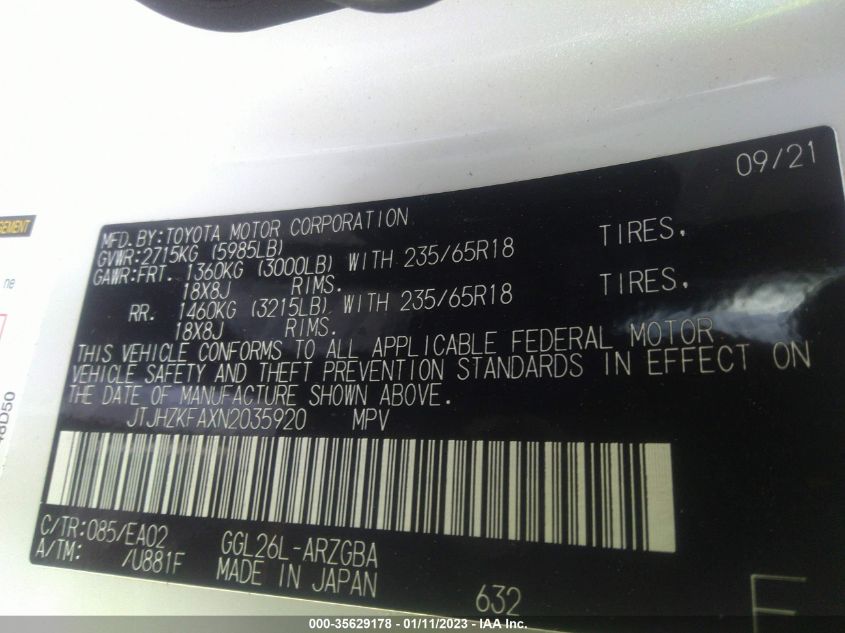 09/21
MFD. BY: TOYOTA MOTOR CORPORATION
GVWR: 2715KG (5985LB)
GAWR: FRT. 1360KG (3000LB) WITH 235/65R18 TIRES.
18X8J RIMS.
RR. 1460KG (3215LB) WITH 235/65R18 TIRES.
18X8J RIMS.
THIS VEHICLE CONFORMS TO ALL APPLICABLE FEDERAL MOTOR
VEHICLE SAFETY AND THEFT PREVENTION STANDARDS IN EFFECT ON
THE DATE OF MANUFACTURE SHOWN ABOVE.
JTJHZKFAXN2035920 MPV
C/TR: 085/EA02 GGL26L-ARZGBA
A/TM: /U881F MADE IN JAPAN
632
000-35629178 - 01/11/2023 - IAA Inc.